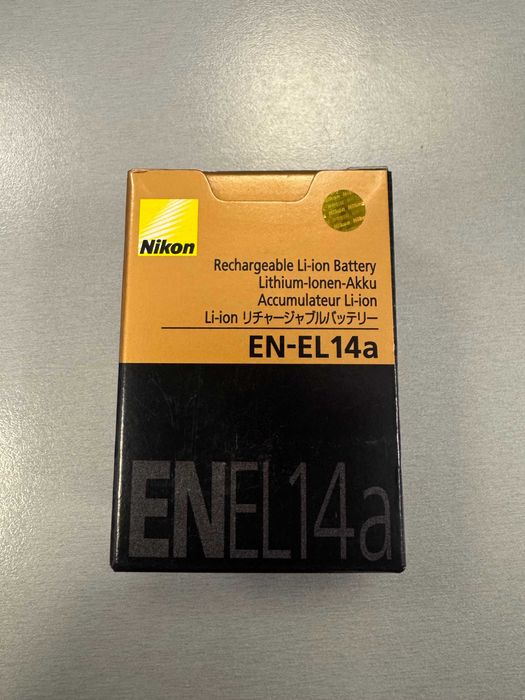 Nikon
Rechargeable Li-ion Battery
Lithium-Ionen-Akku
Accumulateur Li-ion
Li-ion リチャージャブルバッテリー
EN-EL14a
ENEL14a